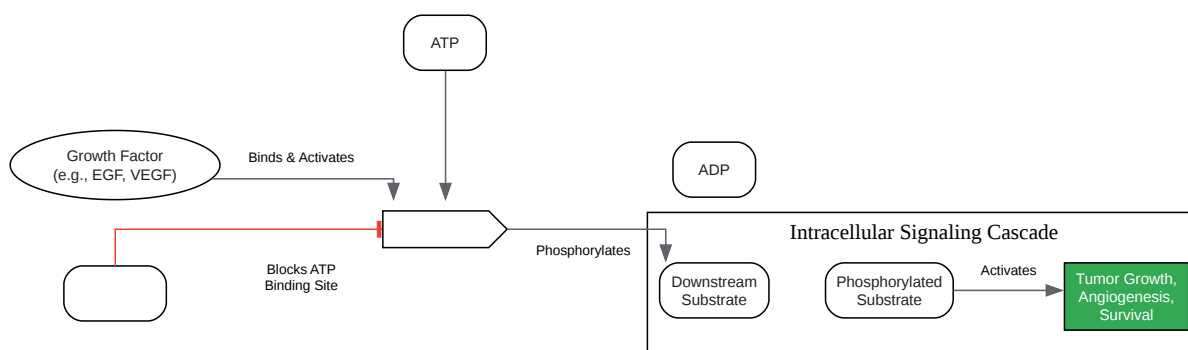 ATP
Growth Factor
(e.g., EGF, VEGF)
Binds & Activates
ADP
Intracellular Signaling Cascade
Phosphorylates
Blocks ATP
Binding Site
Downstream
Substrate
Phosphorylated
Substrate
Activates
Tumor Growth,
Angiogenesis,
Survival